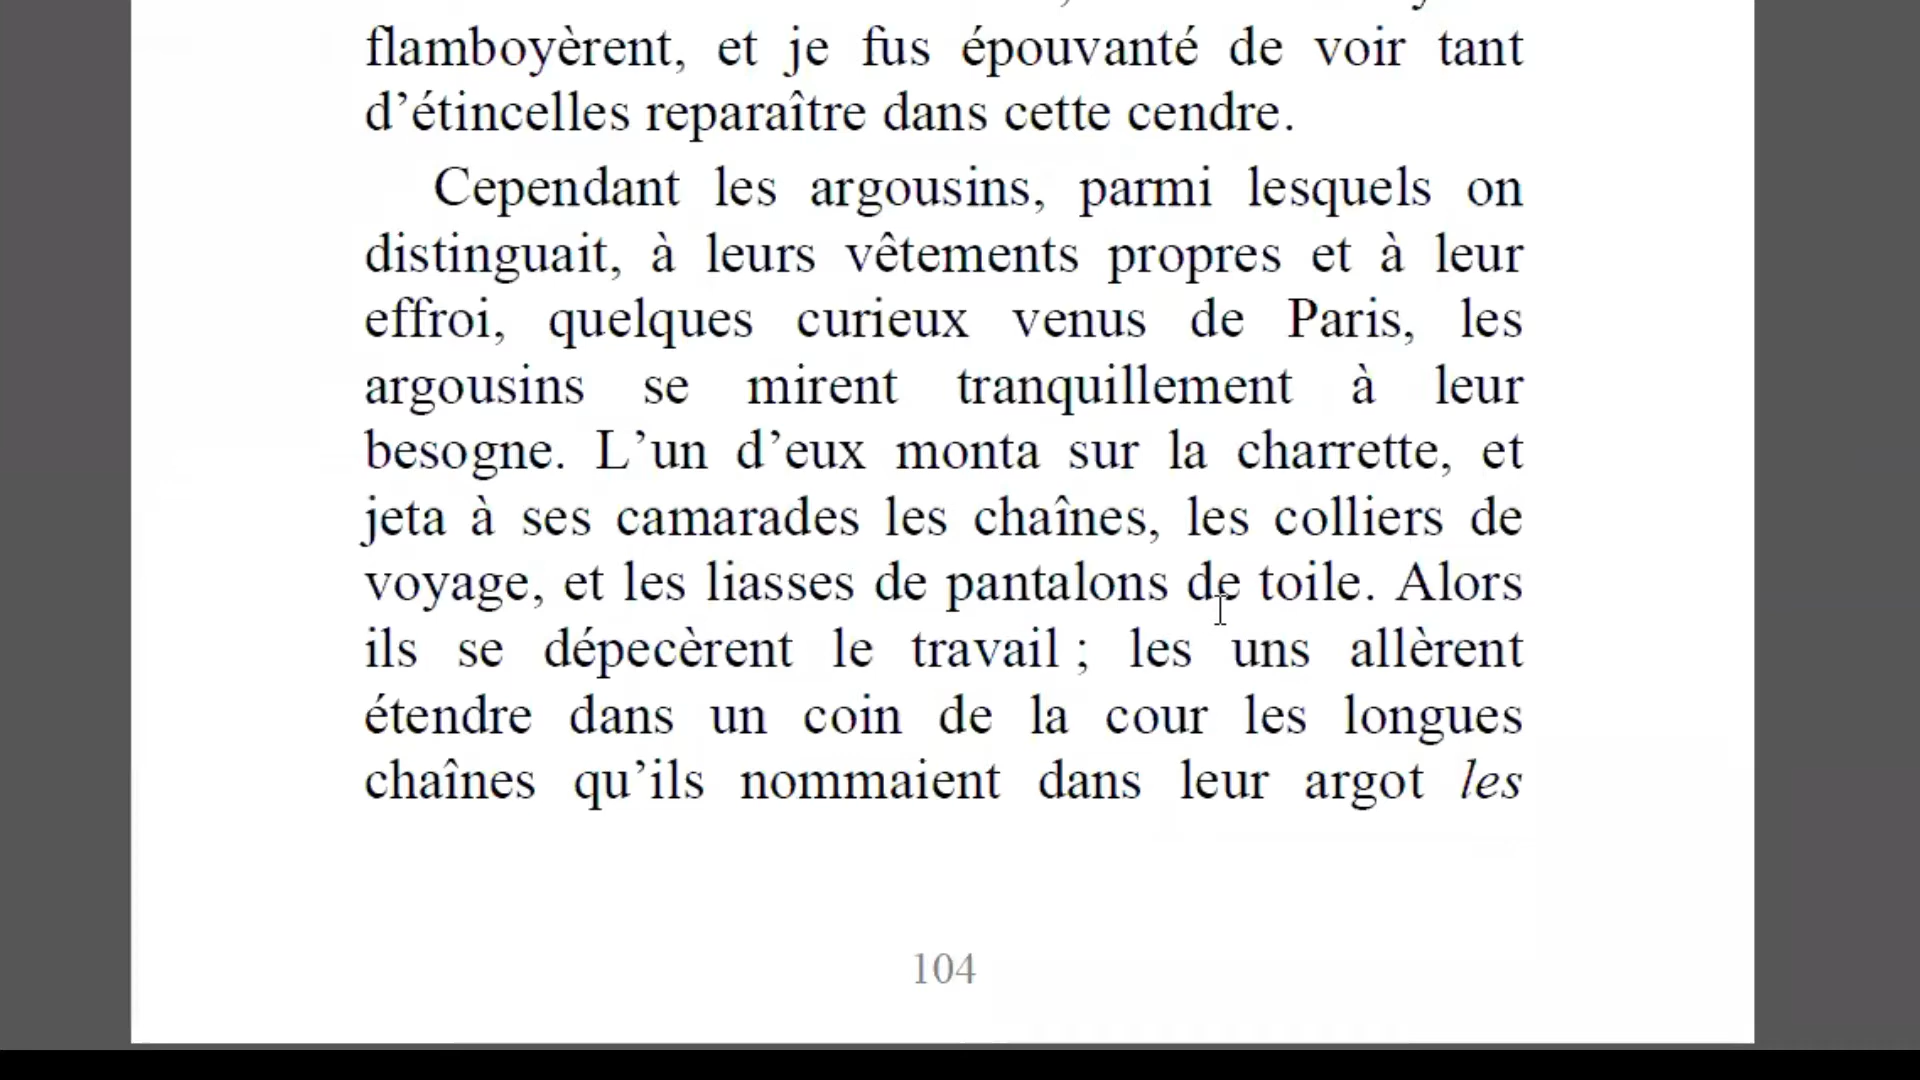 flamboyèrent, et je fus épouvanté de voir tant
d’étincelles reparaître dans cette cendre.
Cependant les argousins, parmi lesquels on
distinguait, à leurs vêtements propres et à leur
effroi, quelques curieux venus de Paris, les
argousins se mirent tranquillement à leur
besogne. L’un d’eux monta sur la charrette, et
jeta à ses camarades les chaînes, les colliers de
voyage, et les liasses de pantalons de toile. Alors
ils se dépecèrent le travail ; les uns allèrent
étendre dans un coin de la cour les longues
chaînes qu’ils nommaient dans leur argot les
104